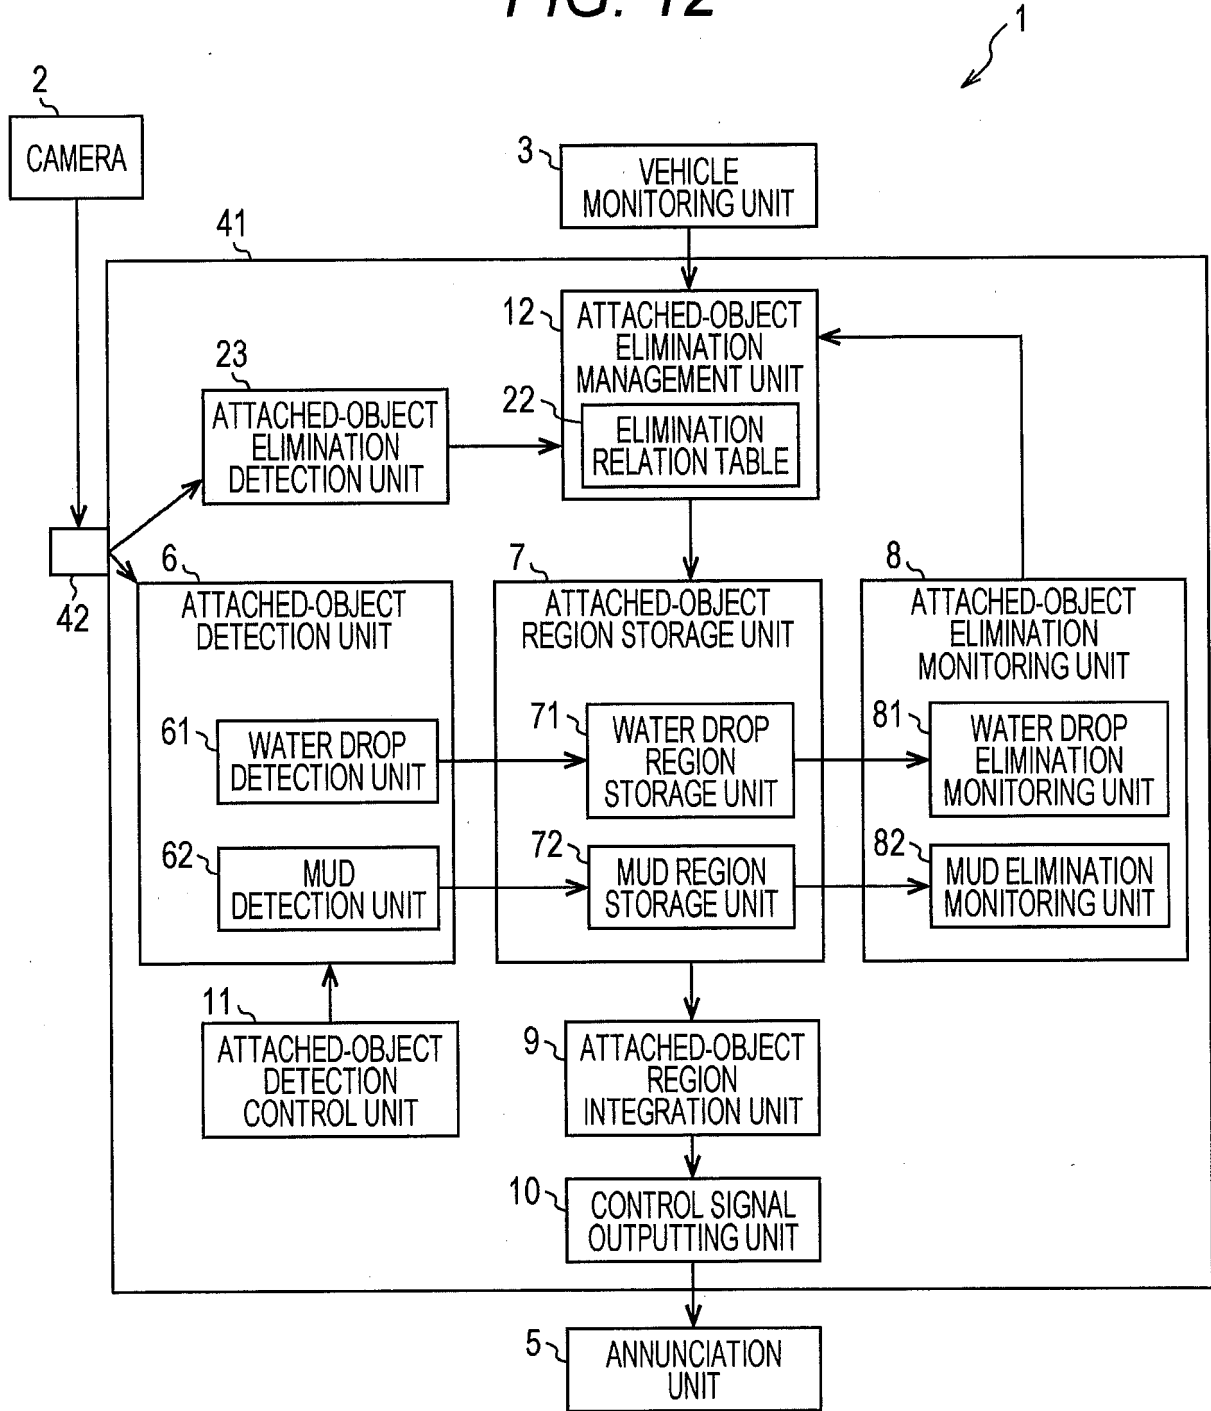 FIG. 12
1
2
CAMERA
3
VEHICLE
MONITORING UNIT
41
12
ATTACHED-OBJECT
ELIMINATION
MANAGEMENT UNIT
22
ELIMINATION
RELATION TABLE
23
ATTACHED-OBJECT
ELIMINATION
DETECTION UNIT
42
6
ATTACHED-OBJECT
DETECTION UNIT
61
WATER DROP
DETECTION UNIT
62
MUD
DETECTION UNIT
7
ATTACHED-OBJECT
REGION STORAGE UNIT
71
WATER DROP
REGION
STORAGE UNIT
72
MUD REGION
STORAGE UNIT
8
ATTACHED-OBJECT
ELIMINATION
MONITORING UNIT
81
WATER DROP
ELIMINATION
MONITORING UNIT
82
MUD ELIMINATION
MONITORING UNIT
11
ATTACHED-OBJECT
DETECTION
CONTROL UNIT
9
ATTACHED-OBJECT
REGION
INTEGRATION UNIT
10
CONTROL SIGNAL
OUTPUTTING UNIT
5
ANNUNCIATION
UNIT